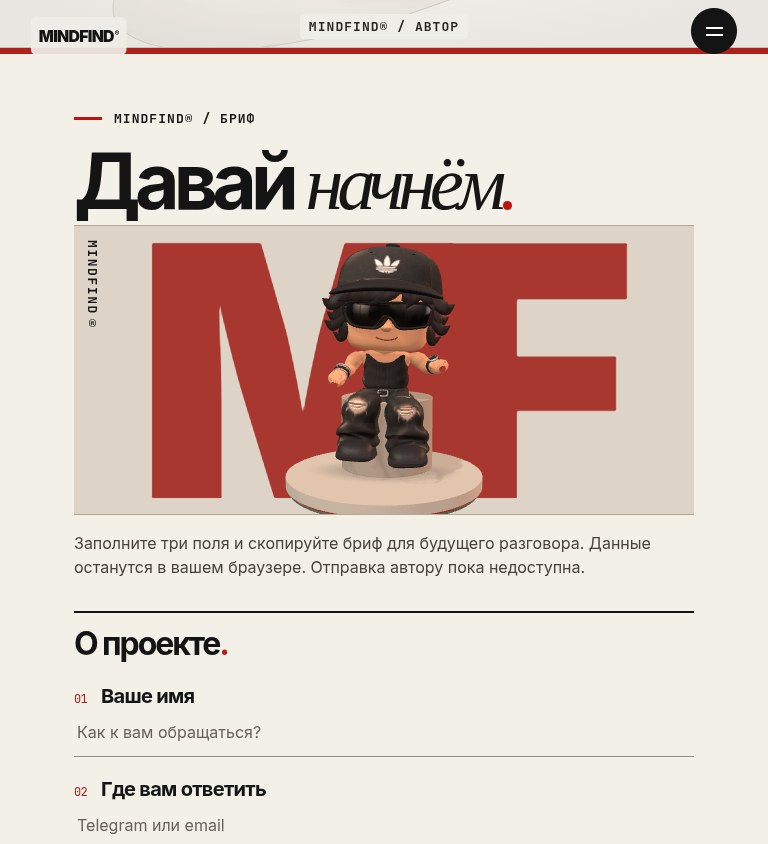 MINDFIND®
MINDFIND® / АВТОР
MINDFIND® / БРИФ
Давай начнём.
MINDFIND ®
MF
Заполните три поля и скопируйте бриф для будущего разговора. Данные
останутся в вашем браузере. Отправка автору пока недоступна.
О проекте.
01 Ваше имя
Как к вам обращаться?
02 Где вам ответить
Telegram или email